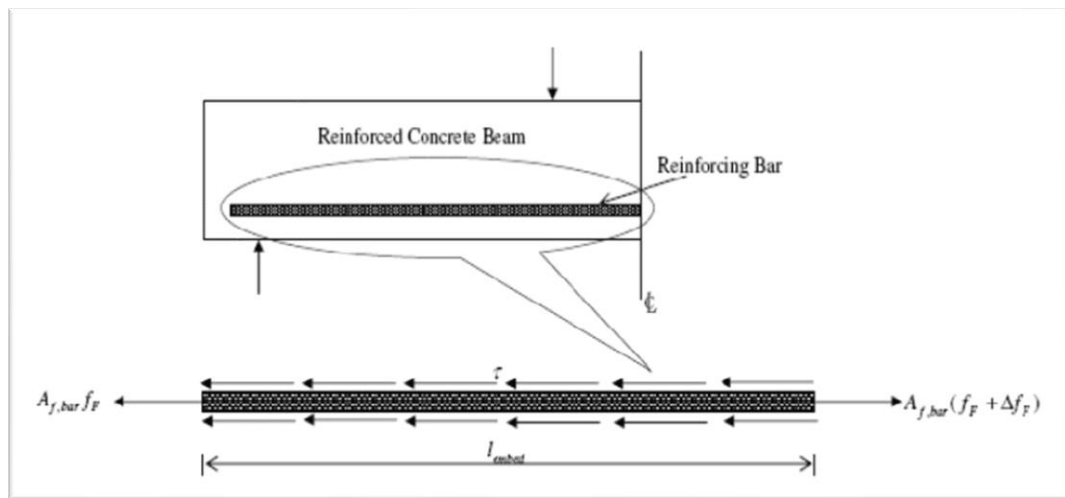 Reinforced Concrete Beam
Reinforcing Bar
℄
τ
A_{f,bar} f_F
A_{f,bar}(f_F + Δf_F)
l_{embed}